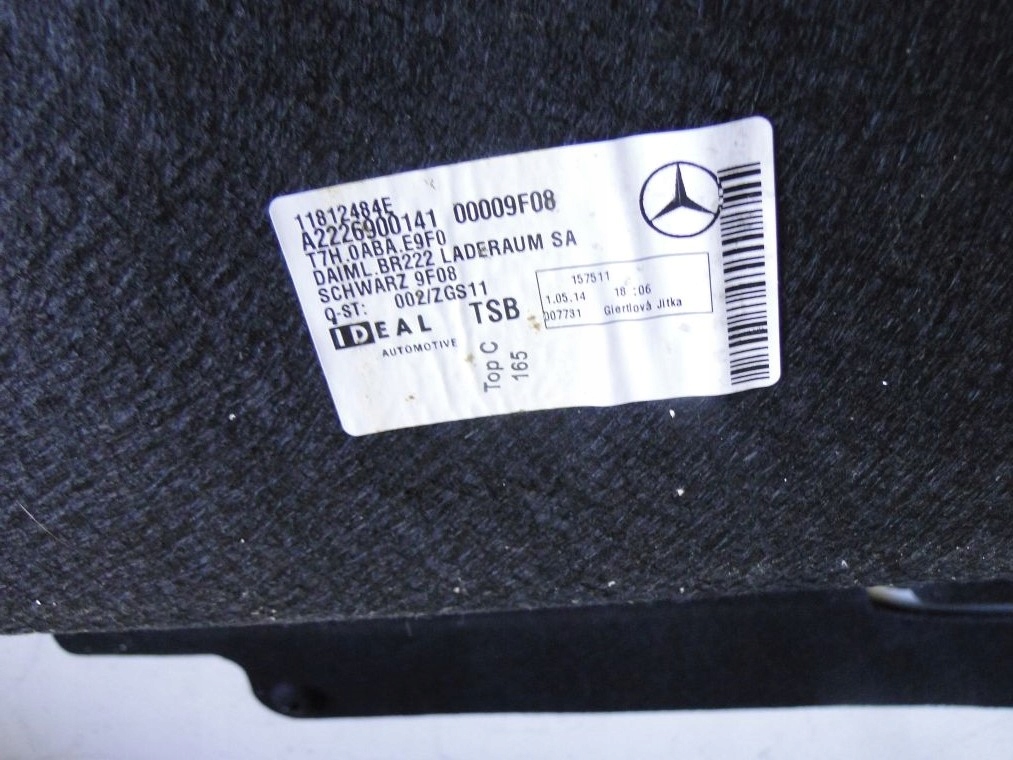 11812484E
A2226900141 00009F08
T7H.0ABA.E9F0
DAIML.BR222 LADERAUM SA
SCHWARZ 9F08
Q-ST: 002/ZGS11
IDEAL TSB
AUTOMOTIVE
157511
1.05.14 18 :06
007731 Giertlová Jitka
Top C
165